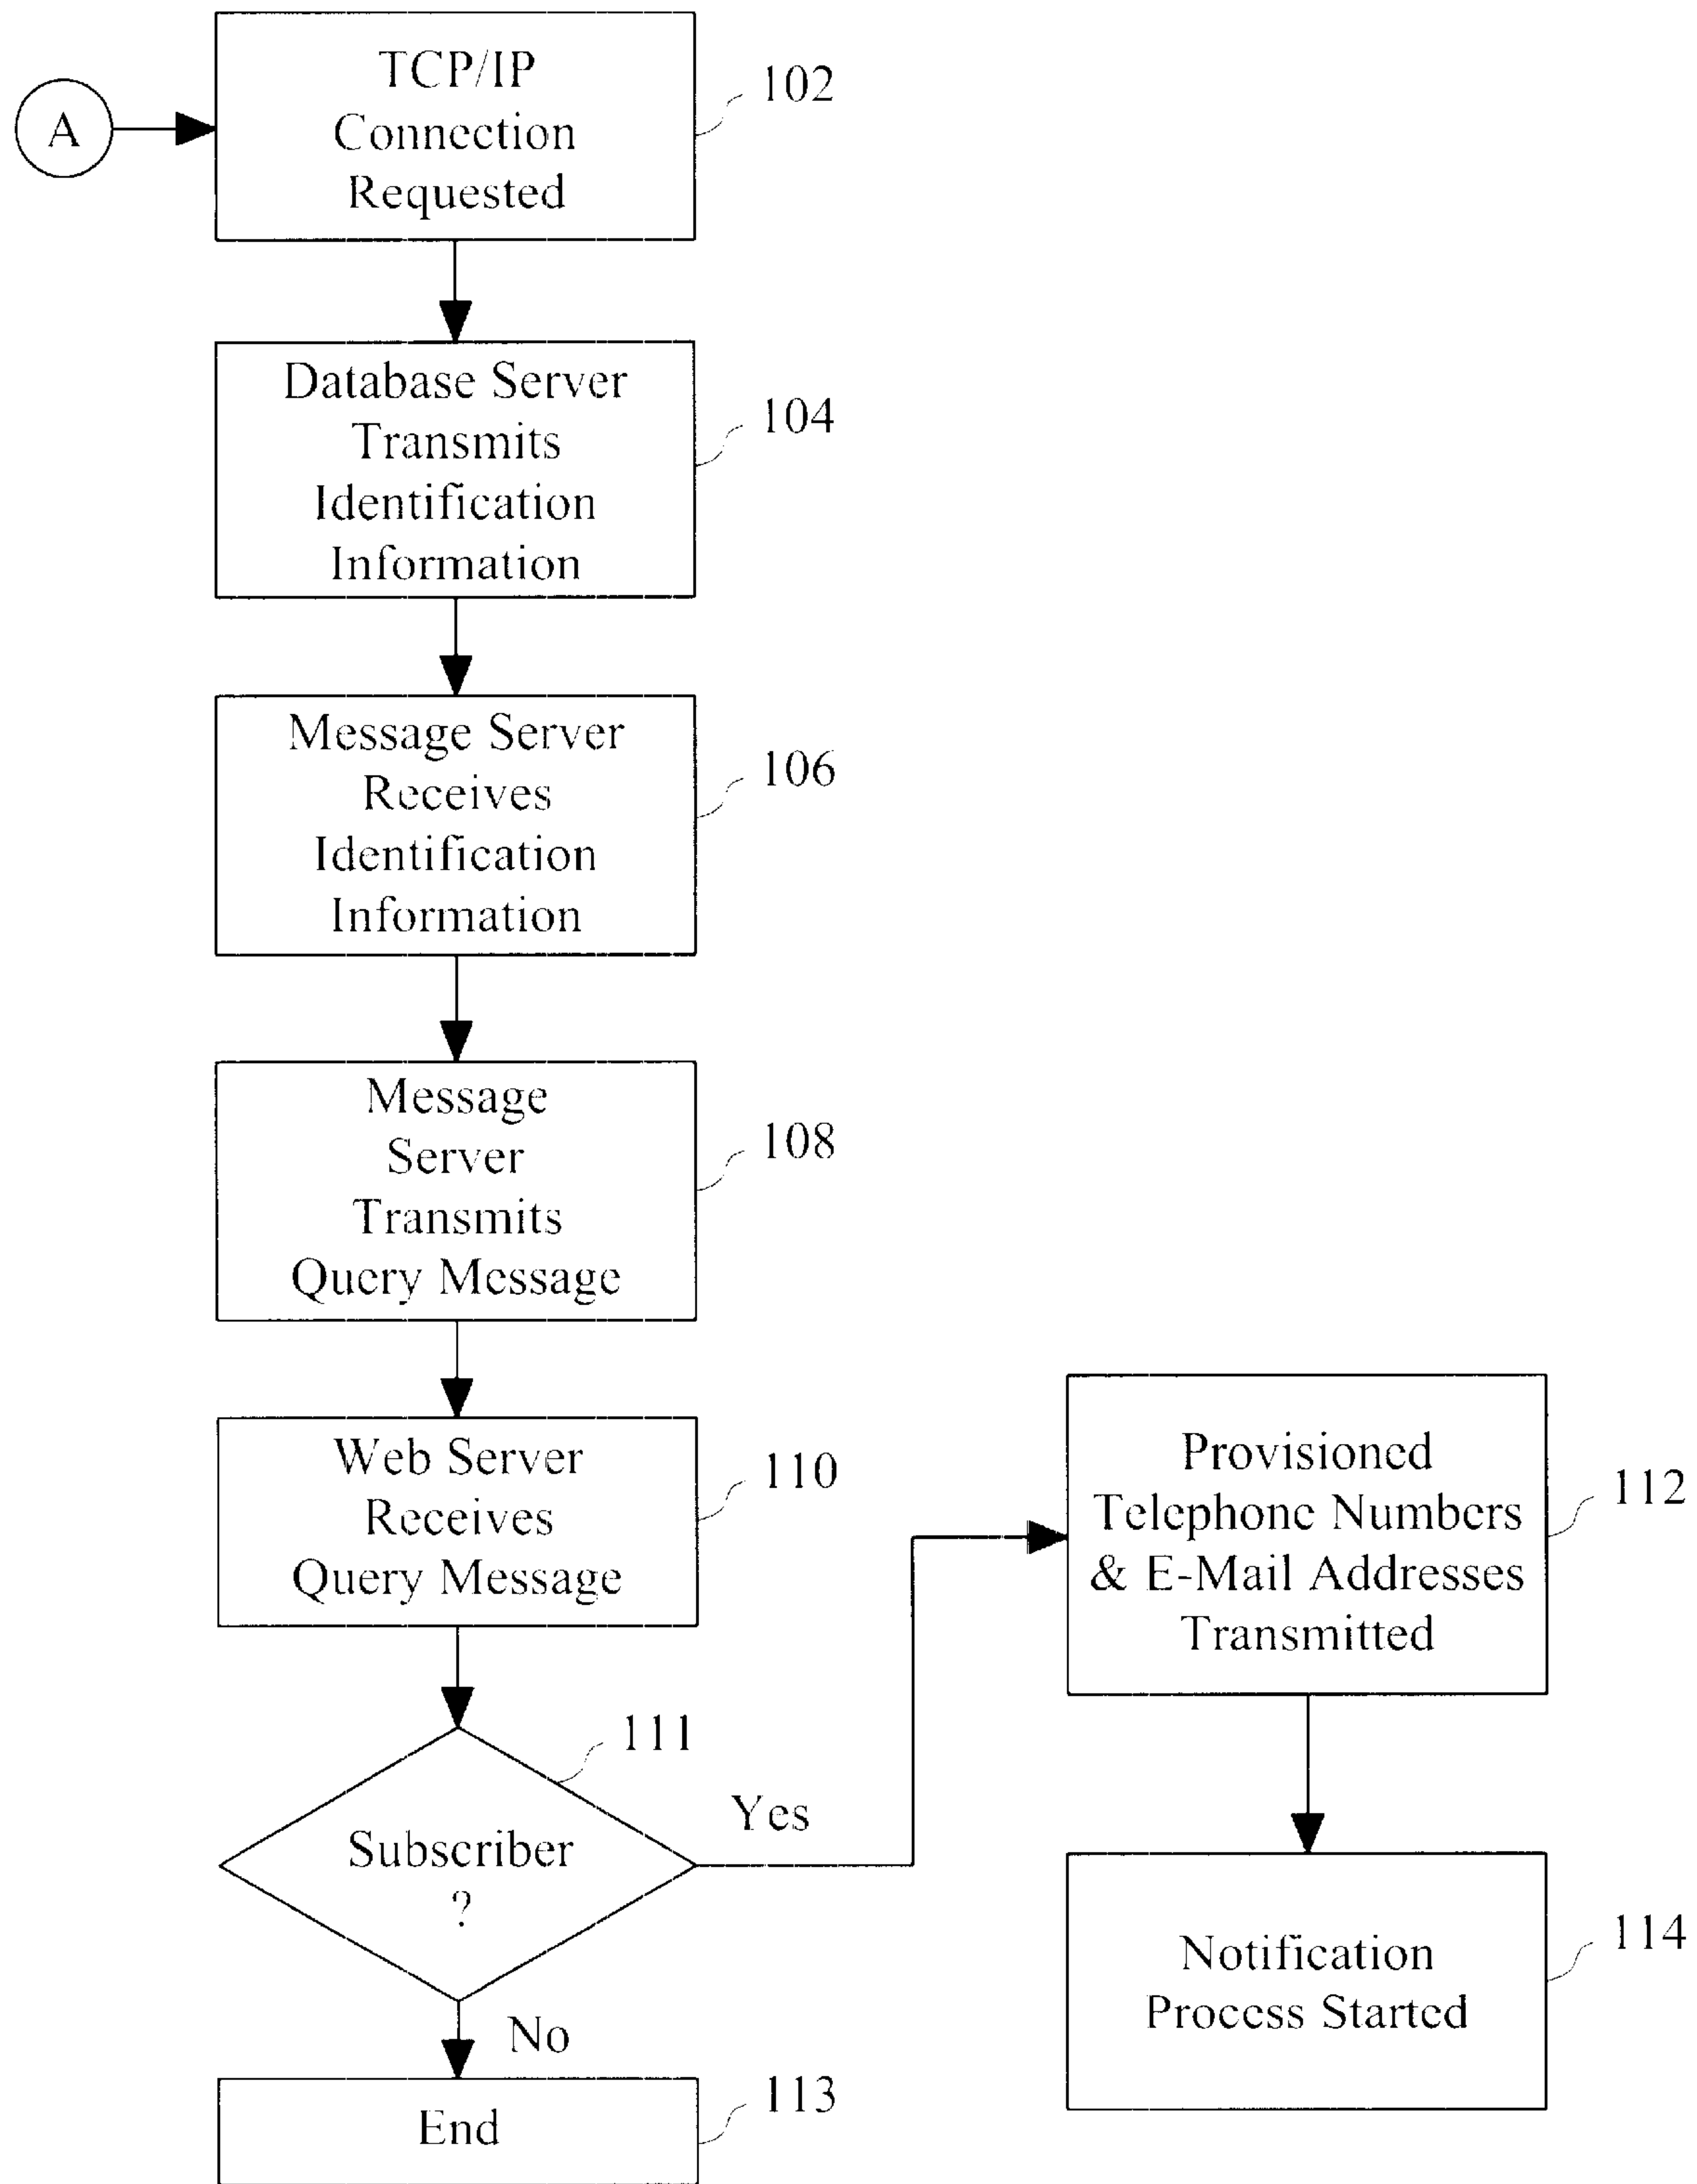 A
TCP/IP
Connection
Requested
102
Database Server
Transmits
Identification
Information
104
Message Server
Receives
Identification
Information
106
Message
Server
Transmits
Query Message
108
Web Server
Receives
Query Message
110
111
Subscriber
?
Yes
No
End
113
Provisioned
Telephone Numbers
& E-Mail Addresses
Transmitted
112
Notification
Process Started
114